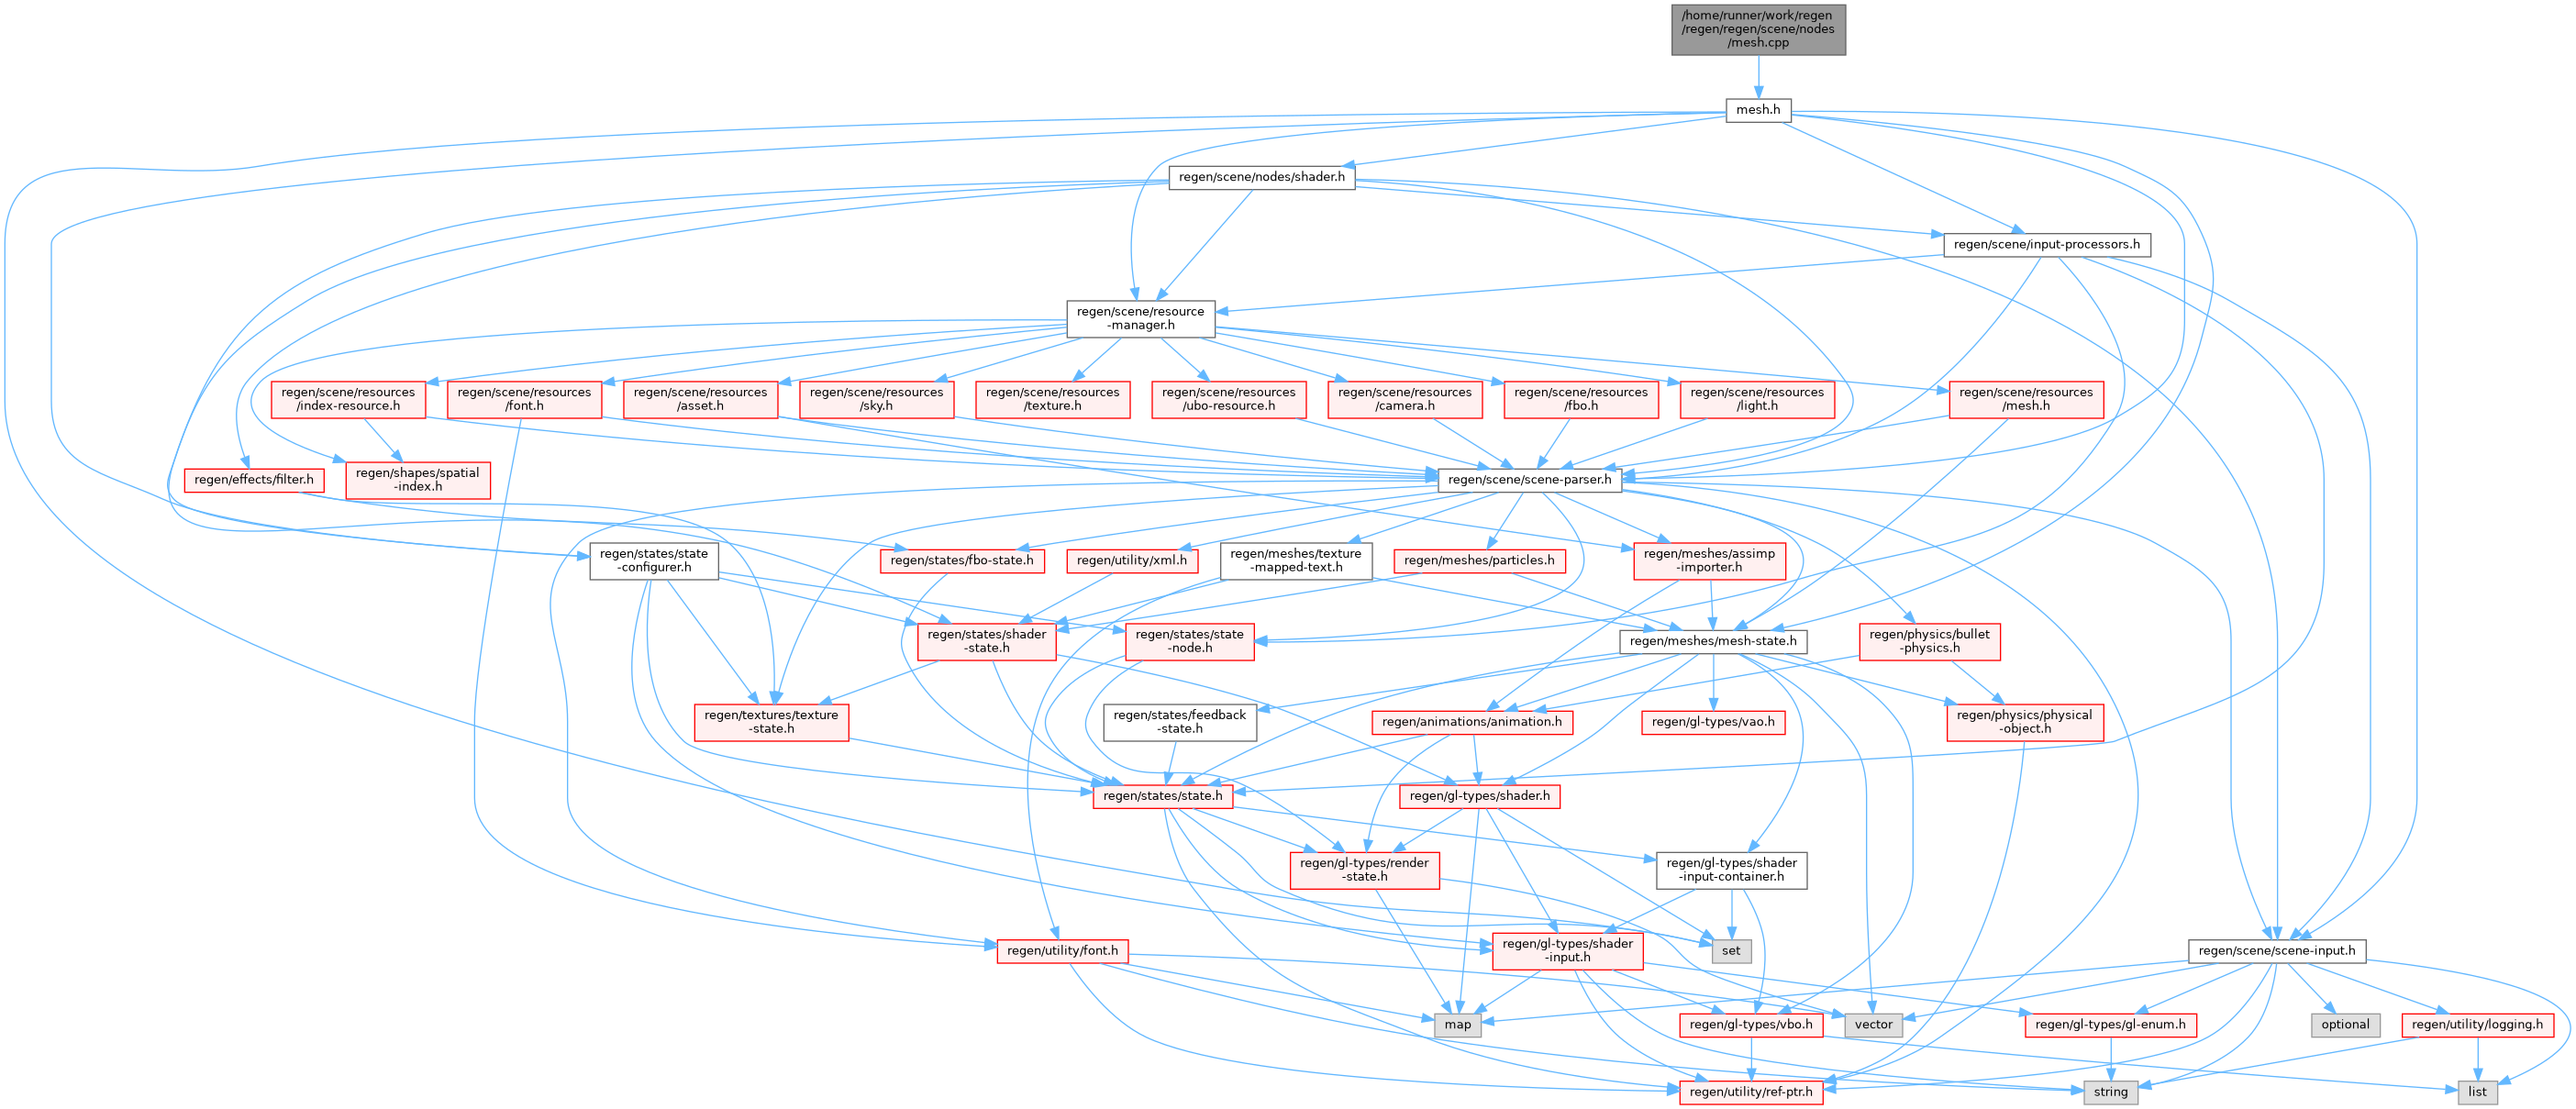 /home/runner/work/regen
/regen/regen/scene/nodes
/mesh.cpp
mesh.h
regen/scene/nodes/shader.h
regen/scene/input-processors.h
regen/scene/resource
-manager.h
regen/scene/resources
/index-resource.h
regen/scene/resources
/font.h
regen/scene/resources
/asset.h
regen/scene/resources
/sky.h
regen/scene/resources
/texture.h
regen/scene/resources
/ubo-resource.h
regen/scene/resources
/camera.h
regen/scene/resources
/fbo.h
regen/scene/resources
/light.h
regen/scene/resources
/mesh.h
regen/effects/filter.h
regen/shapes/spatial
-index.h
regen/scene/scene-parser.h
regen/states/state
-configurer.h
regen/states/fbo-state.h
regen/utility/xml.h
regen/meshes/texture
-mapped-text.h
regen/meshes/particles.h
regen/meshes/assimp
-importer.h
regen/states/shader
-state.h
regen/states/state
-node.h
regen/meshes/mesh-state.h
regen/physics/bullet
-physics.h
regen/textures/texture
-state.h
regen/states/feedback
-state.h
regen/animations/animation.h
regen/gl-types/vao.h
regen/physics/physical
-object.h
regen/states/state.h
regen/gl-types/shader.h
regen/gl-types/render
-state.h
regen/gl-types/shader
-input-container.h
regen/utility/font.h
regen/gl-types/shader
-input.h
set
regen/scene/scene-input.h
map
regen/gl-types/vbo.h
vector
regen/gl-types/gl-enum.h
optional
regen/utility/logging.h
regen/utility/ref-ptr.h
string
list